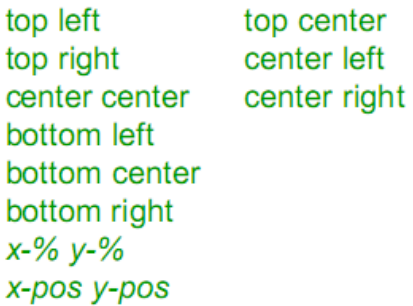 top left
top right
center center
bottom left
bottom center
bottom right
x-% y-%
x-pos y-pos
top center
center left
center right